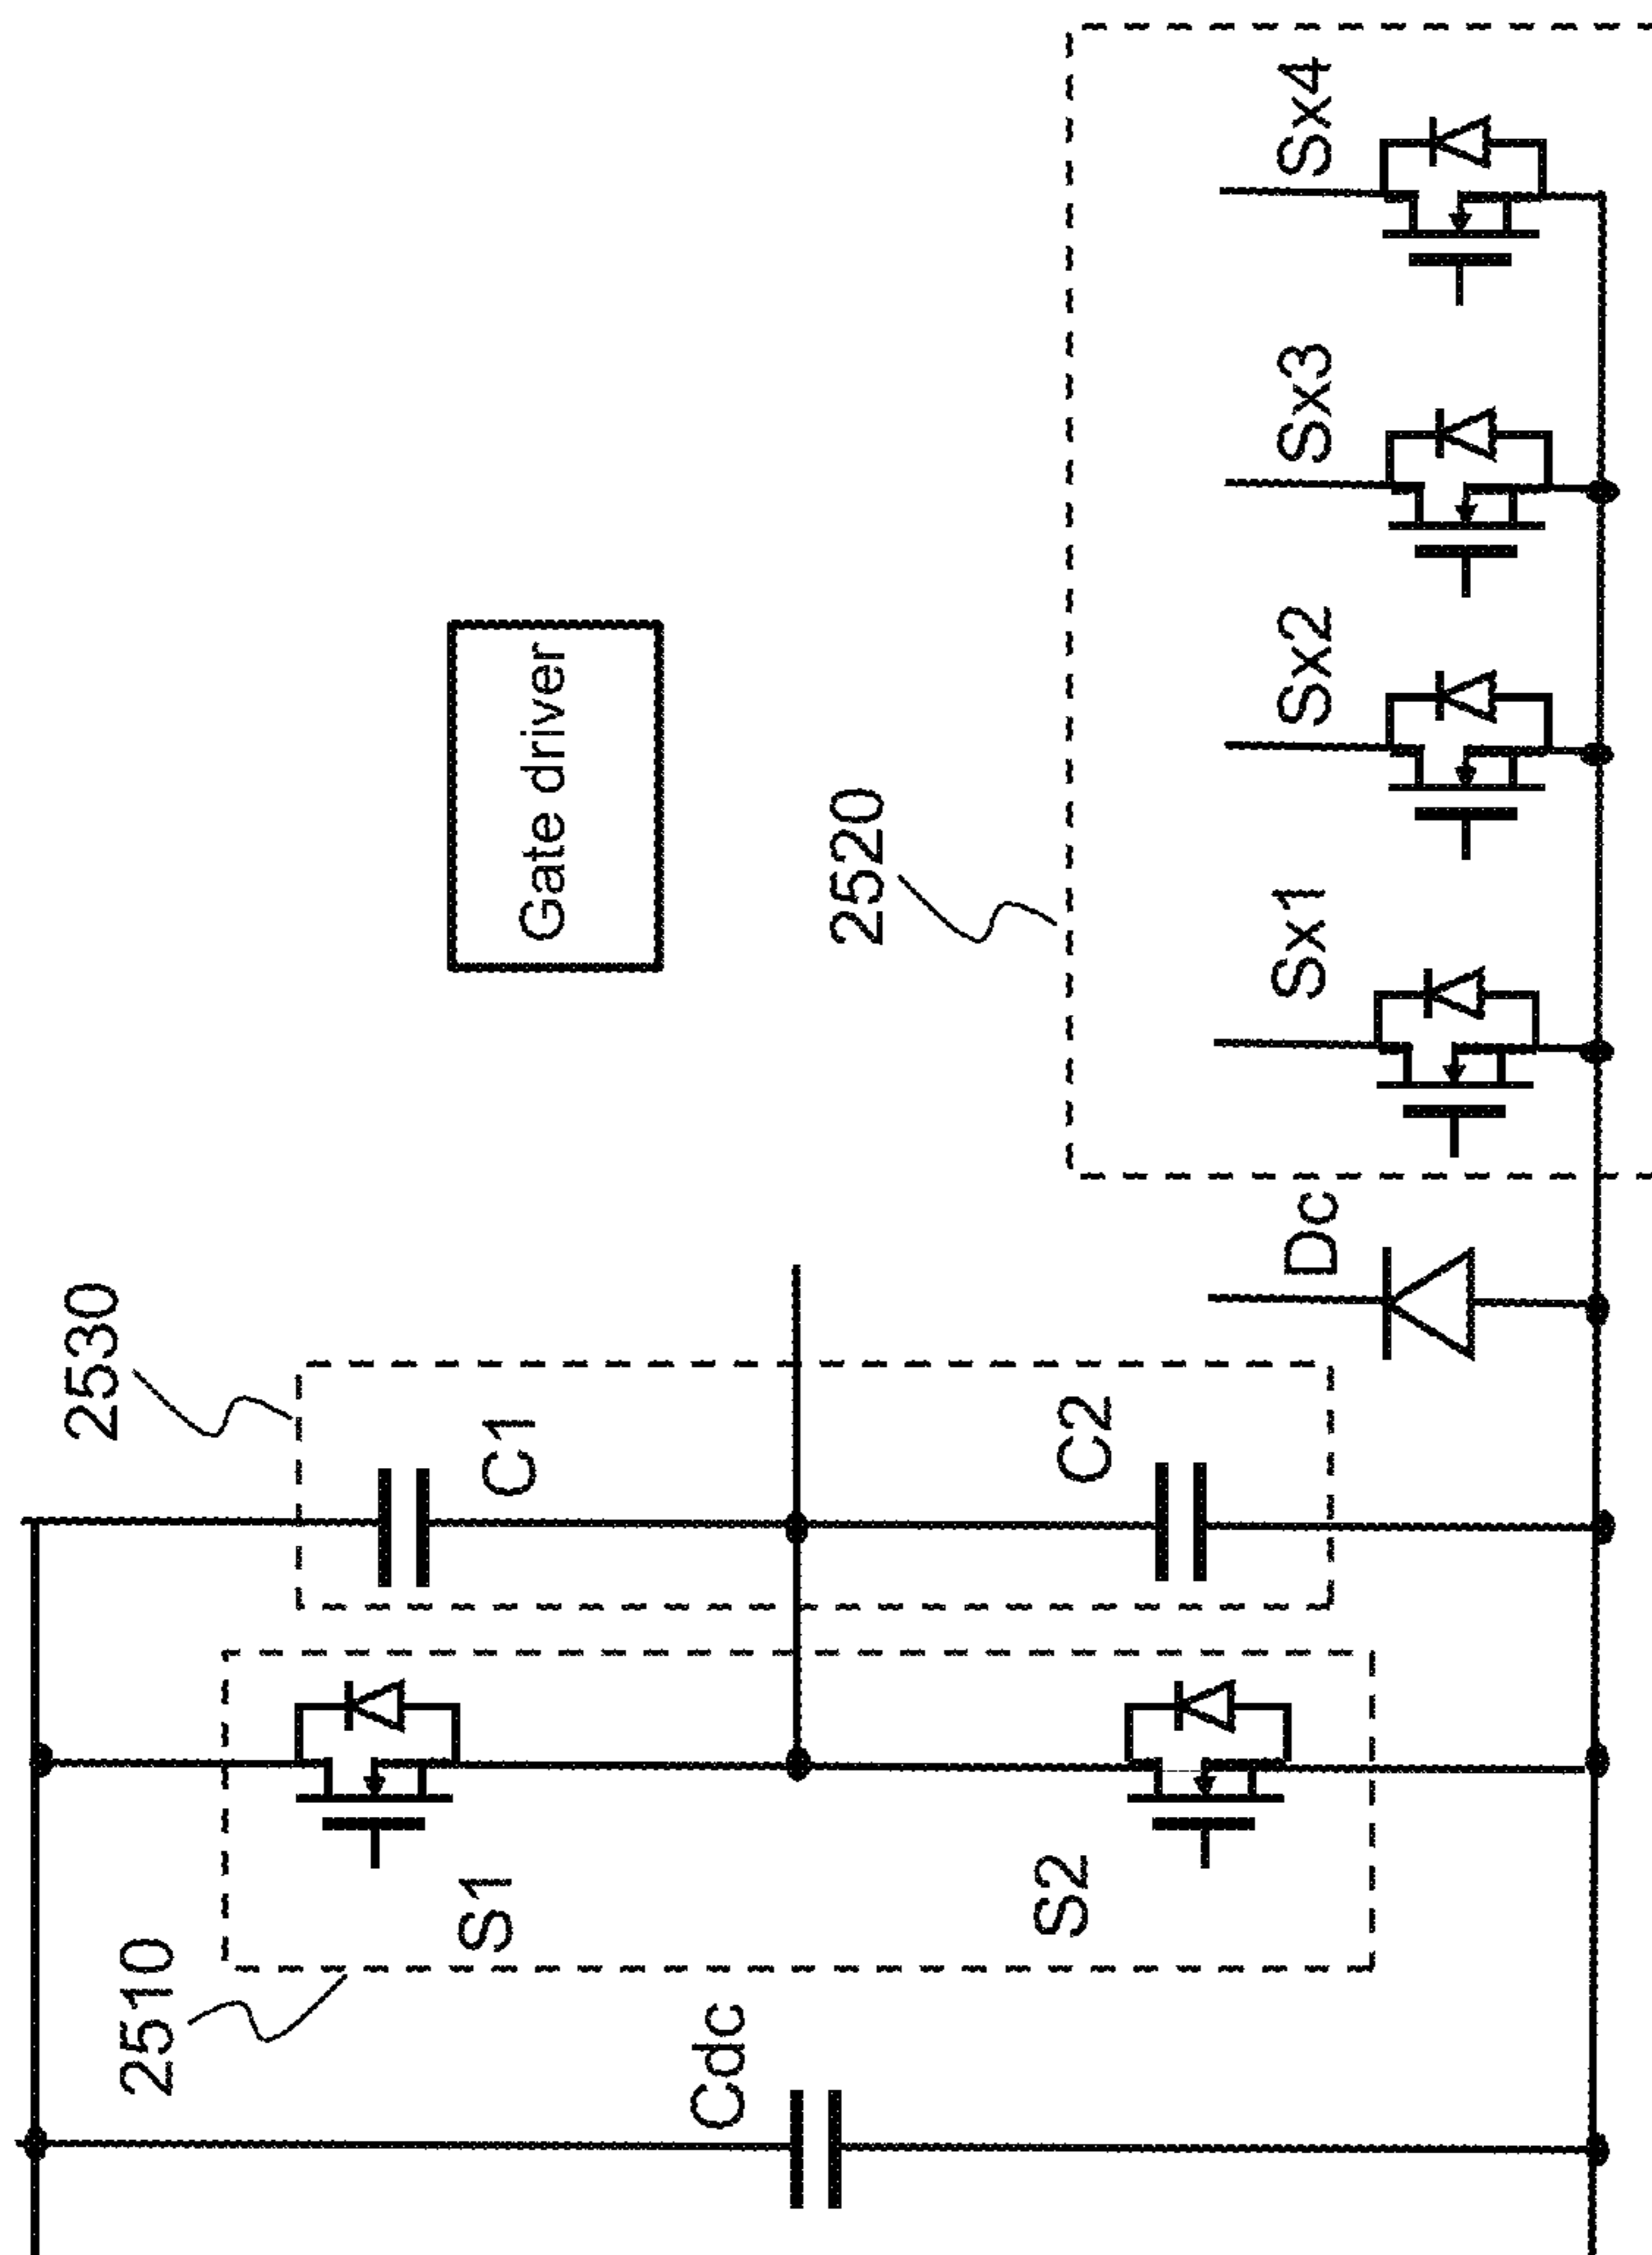 2510
2530
2520
Gate driver
Cdc
S1
S2
C1
C2
Dc
Sx1
Sx2
Sx3
Sx4